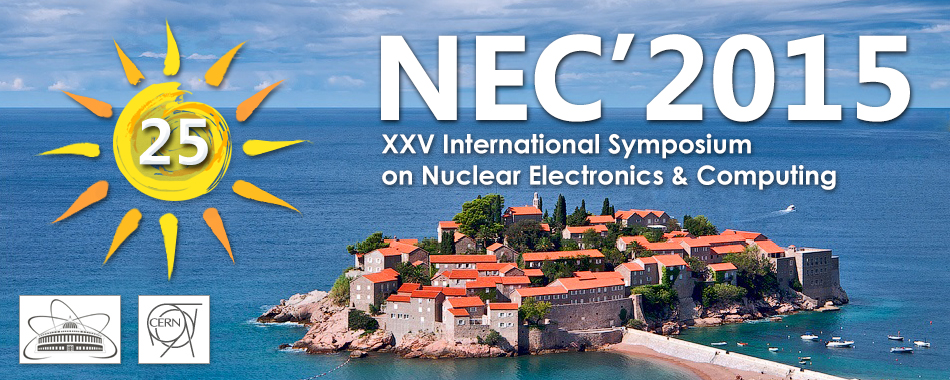 NEC’2015
XXV International Symposium
on Nuclear Electronics & Computing
25
CERN